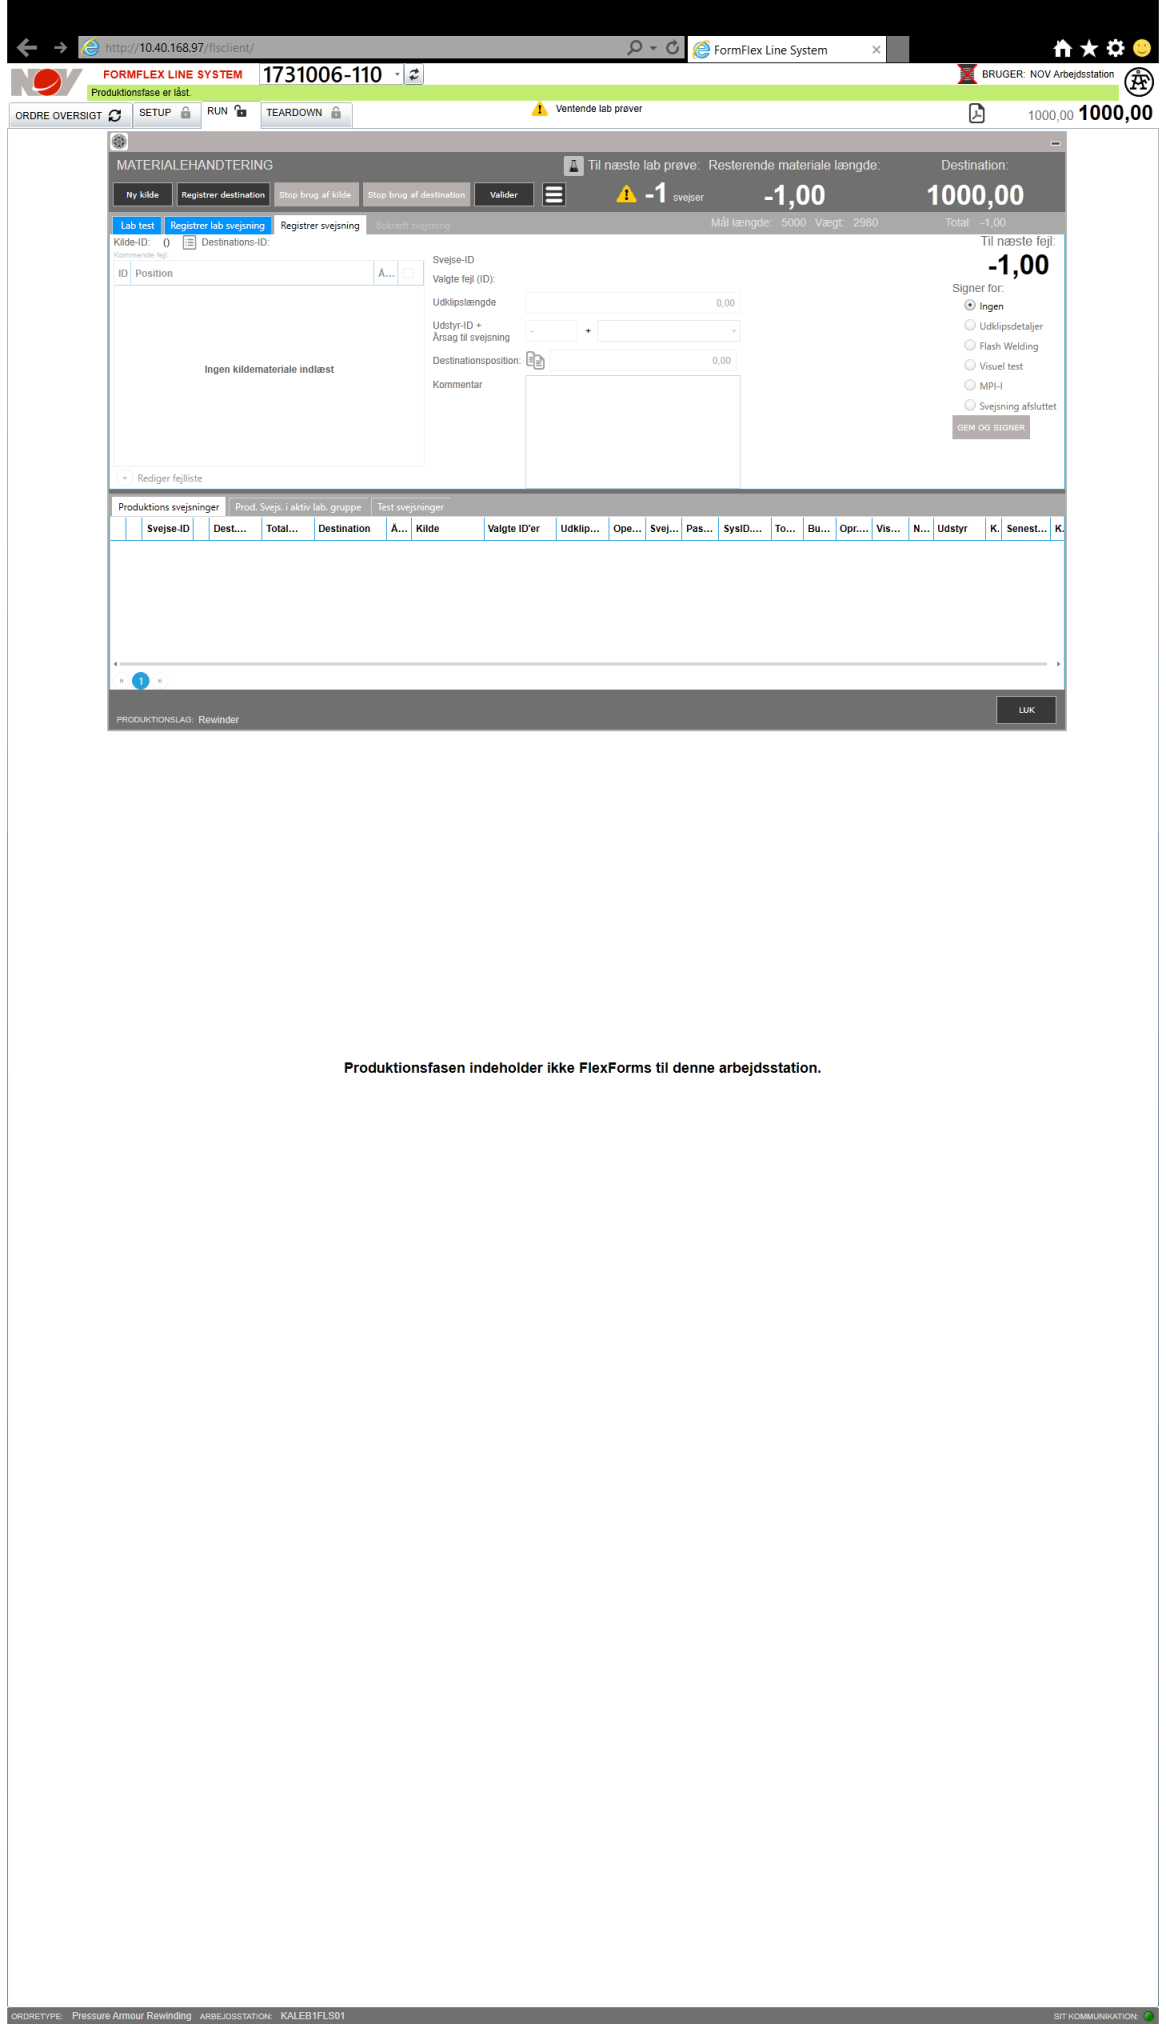 http://10.40.168.97/fisclient/
FormFlex Line System
NOV
FORMFLEX LINE SYSTEM
1731006-110
BRUGER: NOV Arbejdsstation
Produktionsfase er låst.
ORDRE OVERSIGT
SETUP
RUN
TEARDOWN
Ventende lab prøver
1000,00 1000,00
MATERIALEHANDTERING
Til næste lab prøve:
Resterende materiale længde:
Destination:
Ny kilde
Registrer destination
Stop brug af kilde
Stop brug af destination
Valider
-1 svejser
-1,00
1000,00
Lab test
Registrer lab svejsning
Registrer svejsning
Bekræft svejsning
Mål længde: 5000 Vægt: 2980
Total: -1,00
Kilde-ID: ()
Destinations-ID:
Kommende fejl:
ID Position Å...
Ingen kildemateriale indlæst
Rediger fejlliste
Svejse-ID
Valgte fejl (ID):
Udklipslængde 0,00
Udstyr-ID +
Årsag til svejsning - +
Destinationsposition: 0,00
Kommentar
Til næste fejl:
-1,00
Signer for:
Ingen
Udklipsdetaljer
Flash Welding
Visuel test
MPI-I
Svejsning afsluttet
GEM OG SIGNER
Produktions svejsninger
Prod. Svejs. i aktiv lab. gruppe
Test svejsninger
Svejse-ID Dest.... Total... Destination Å... Kilde Valgte ID'er Udklip... Ope... Svej... Pas... SysID.... To... Bu... Opr.... Vis... N... Udstyr K. Senest... K.
1
PRODUKTIONSLAG: Rewinder
LUK
Produktionsfasen indeholder ikke FlexForms til denne arbejdsstation.
ORDRETYPE: Pressure Armour Rewinding ARBEJDSSTATION: KALEB1FLS01
SIT KOMMUNIKATION: